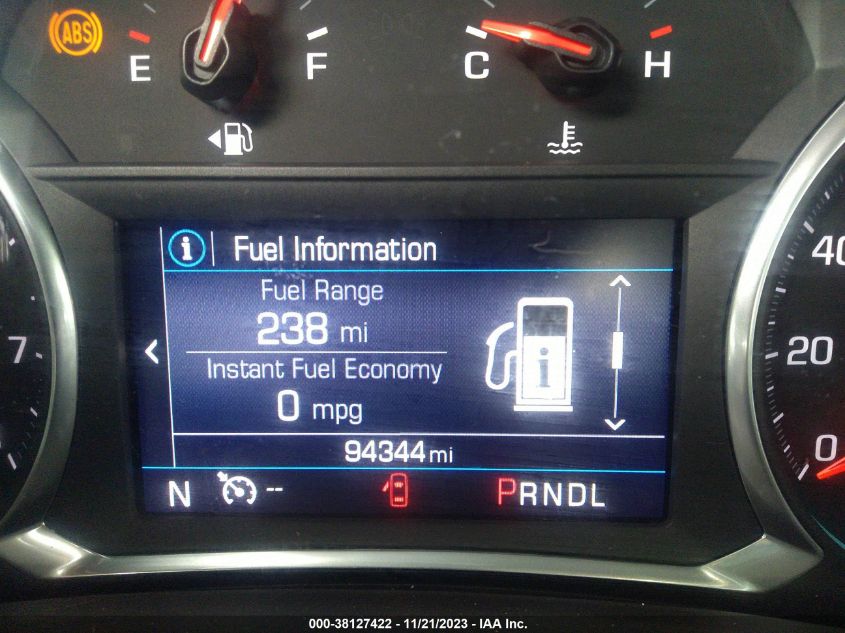 ABS
E F C H
Fuel Information
Fuel Range
238 mi
Instant Fuel Economy
0 mpg
94344 mi
N -- PRNDL
7
40
20
0
000-38127422 - 11/21/2023 - IAA Inc.